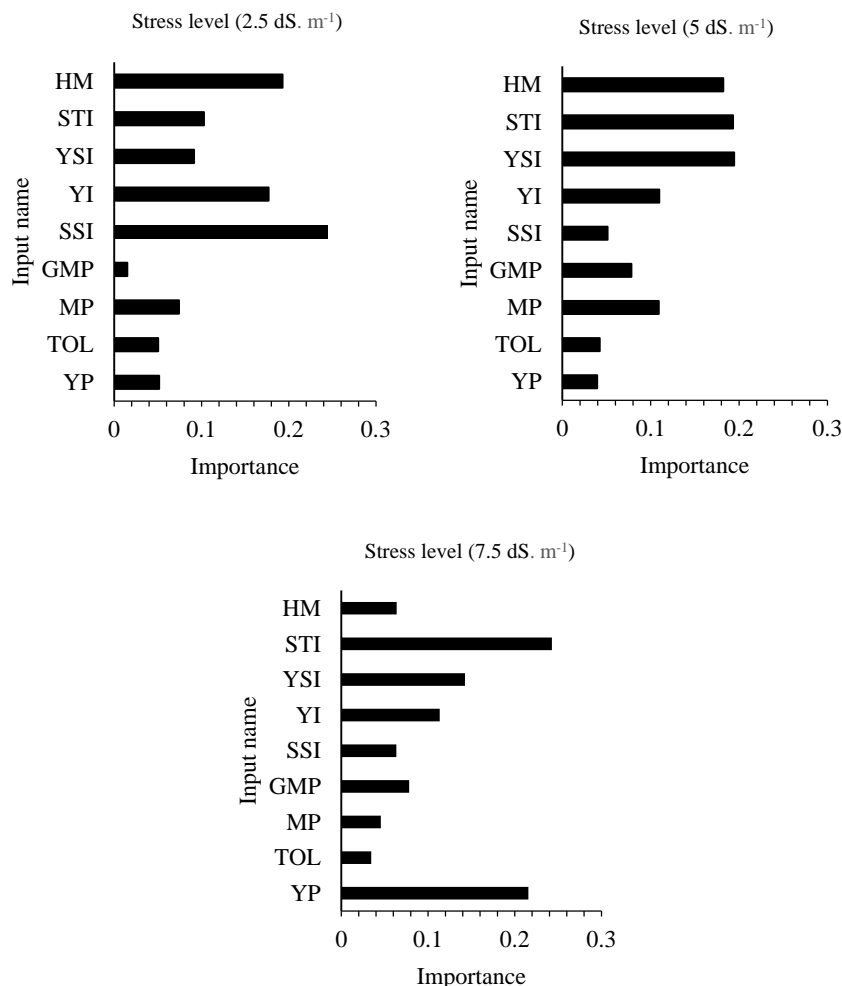 Stress level (2.5 dS. m-1)
HM
STI
YSI
YI
SSI
GMP
MP
TOL
YP
Input name
0 0.1 0.2 0.3
Importance
Stress level (5 dS. m-1)
HM
STI
YSI
YI
SSI
GMP
MP
TOL
YP
Input name
0 0.1 0.2 0.3
Importance
Stress level (7.5 dS. m-1)
HM
STI
YSI
YI
SSI
GMP
MP
TOL
YP
Input name
0 0.1 0.2 0.3
Importance